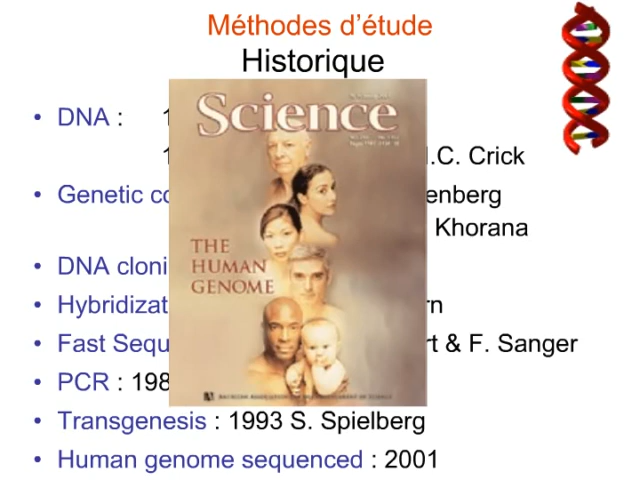 Méthodes d'étude
Historique
• DNA : 1
1 .C. Crick
• Genetic co enberg
Khorana
• DNA cloni
• Hybridizat rn
• Fast Sequ rt & F. Sanger
• PCR : 198
• Transgenesis : 1993 S. Spielberg
• Human genome sequenced : 2001
Science
THE
HUMAN
GENOME